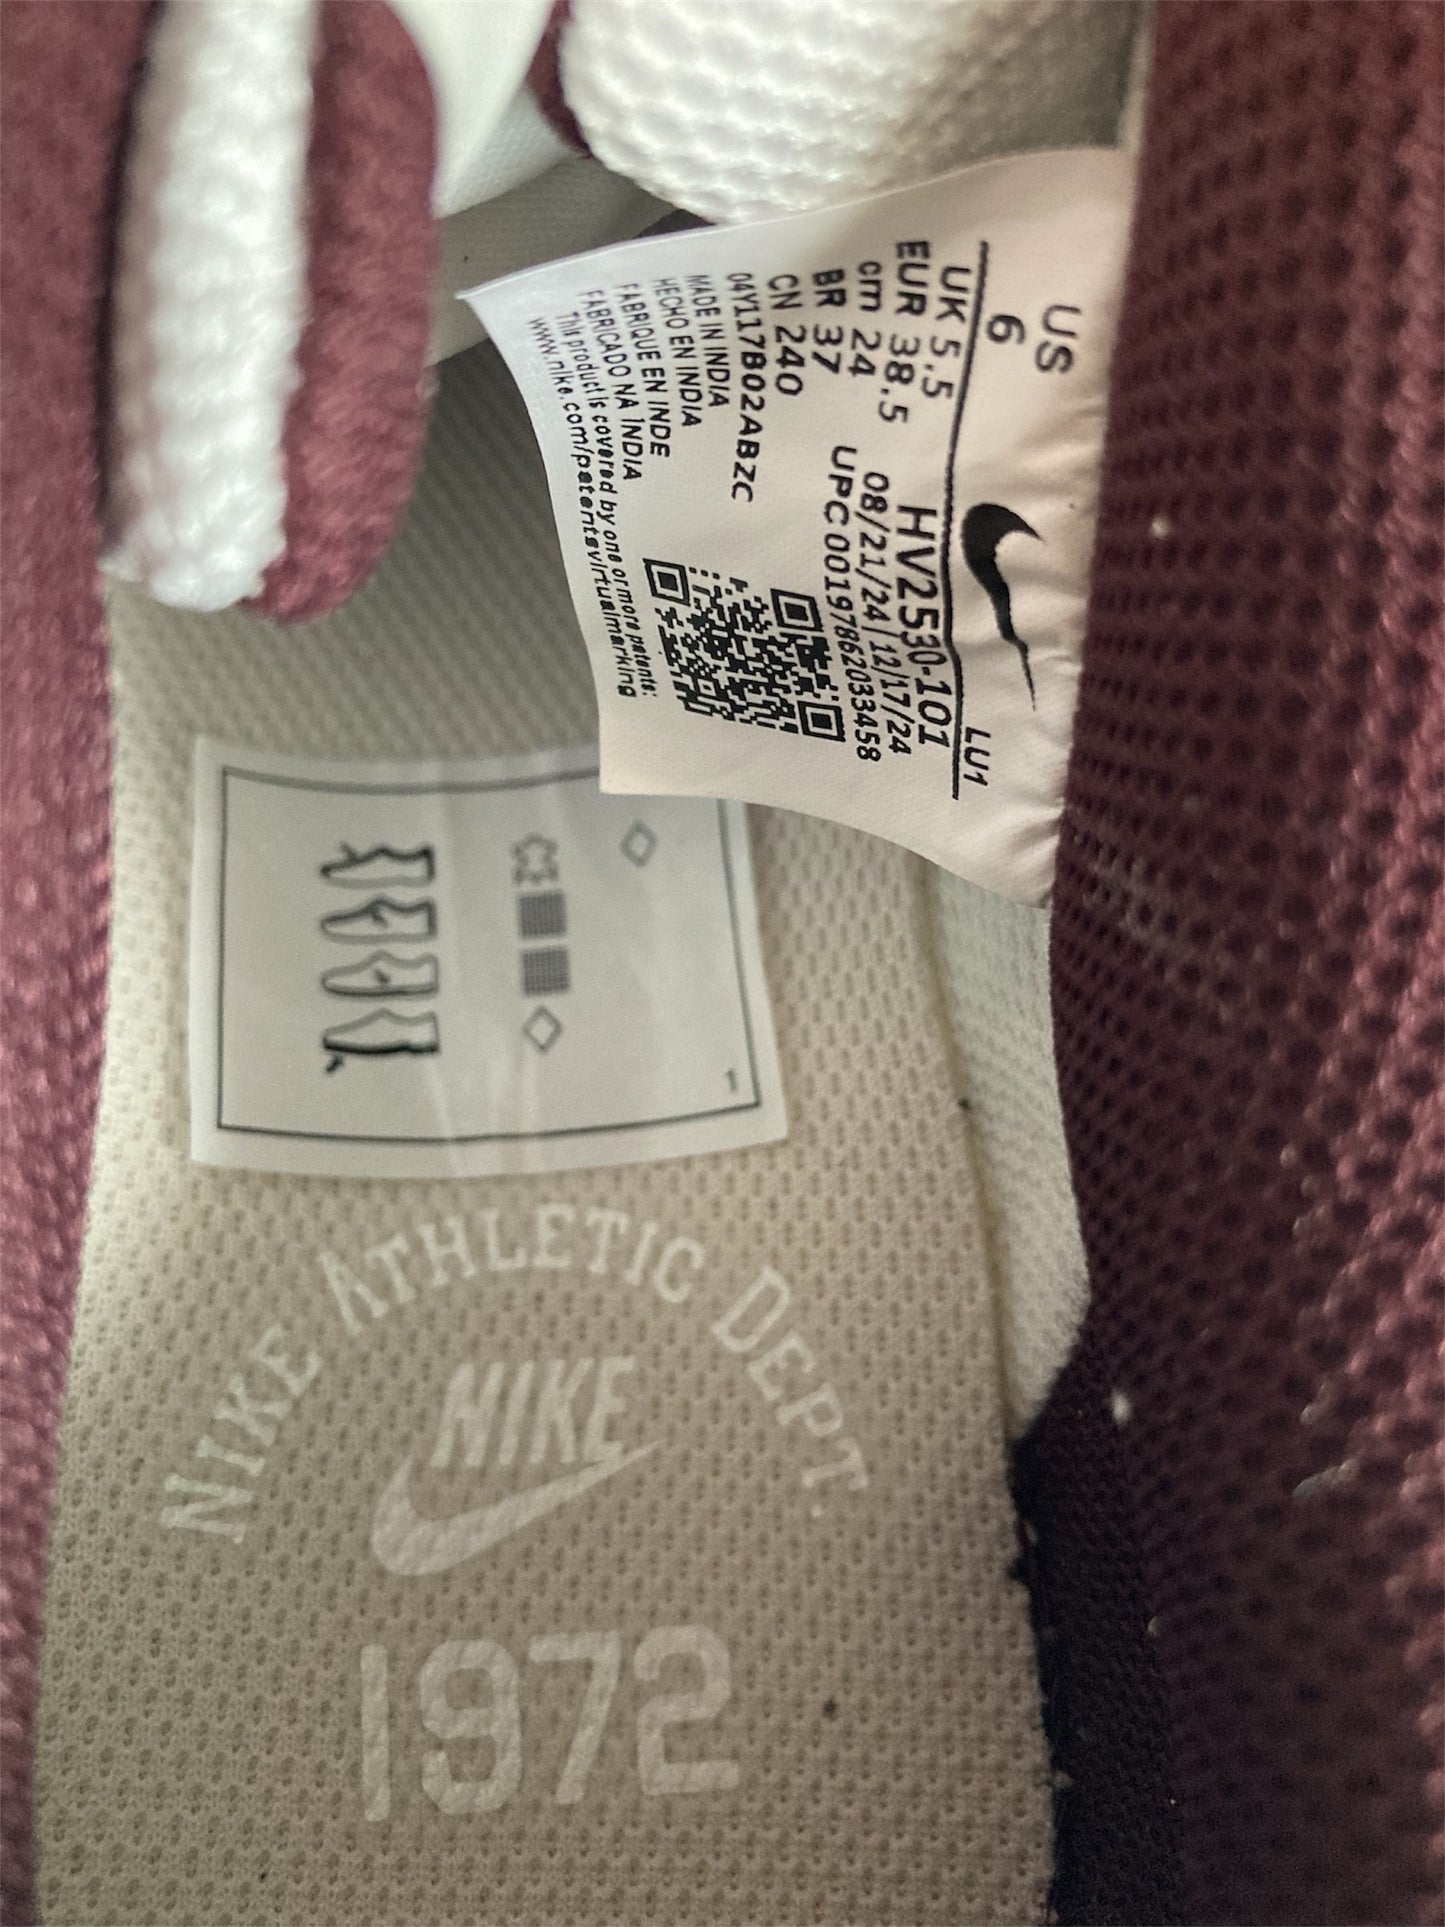 US
6
LU1
UK 5.5
EUR 38.5
HV2530-101
cm 24
08/21/24|12/17/24
BR 37
UPC 00197862033458
CN 240
04Y117B02ABZC
MADE IN INDIA
HECHO EN INDIA
FABRIQUE EN INDE
FABRICADO NA ÍNDIA
This product is covered by one or more patents:
www.nike.com/patentsvirtualmarking
1
NIKE ATHLETIC DEPT.
NIKE
1972